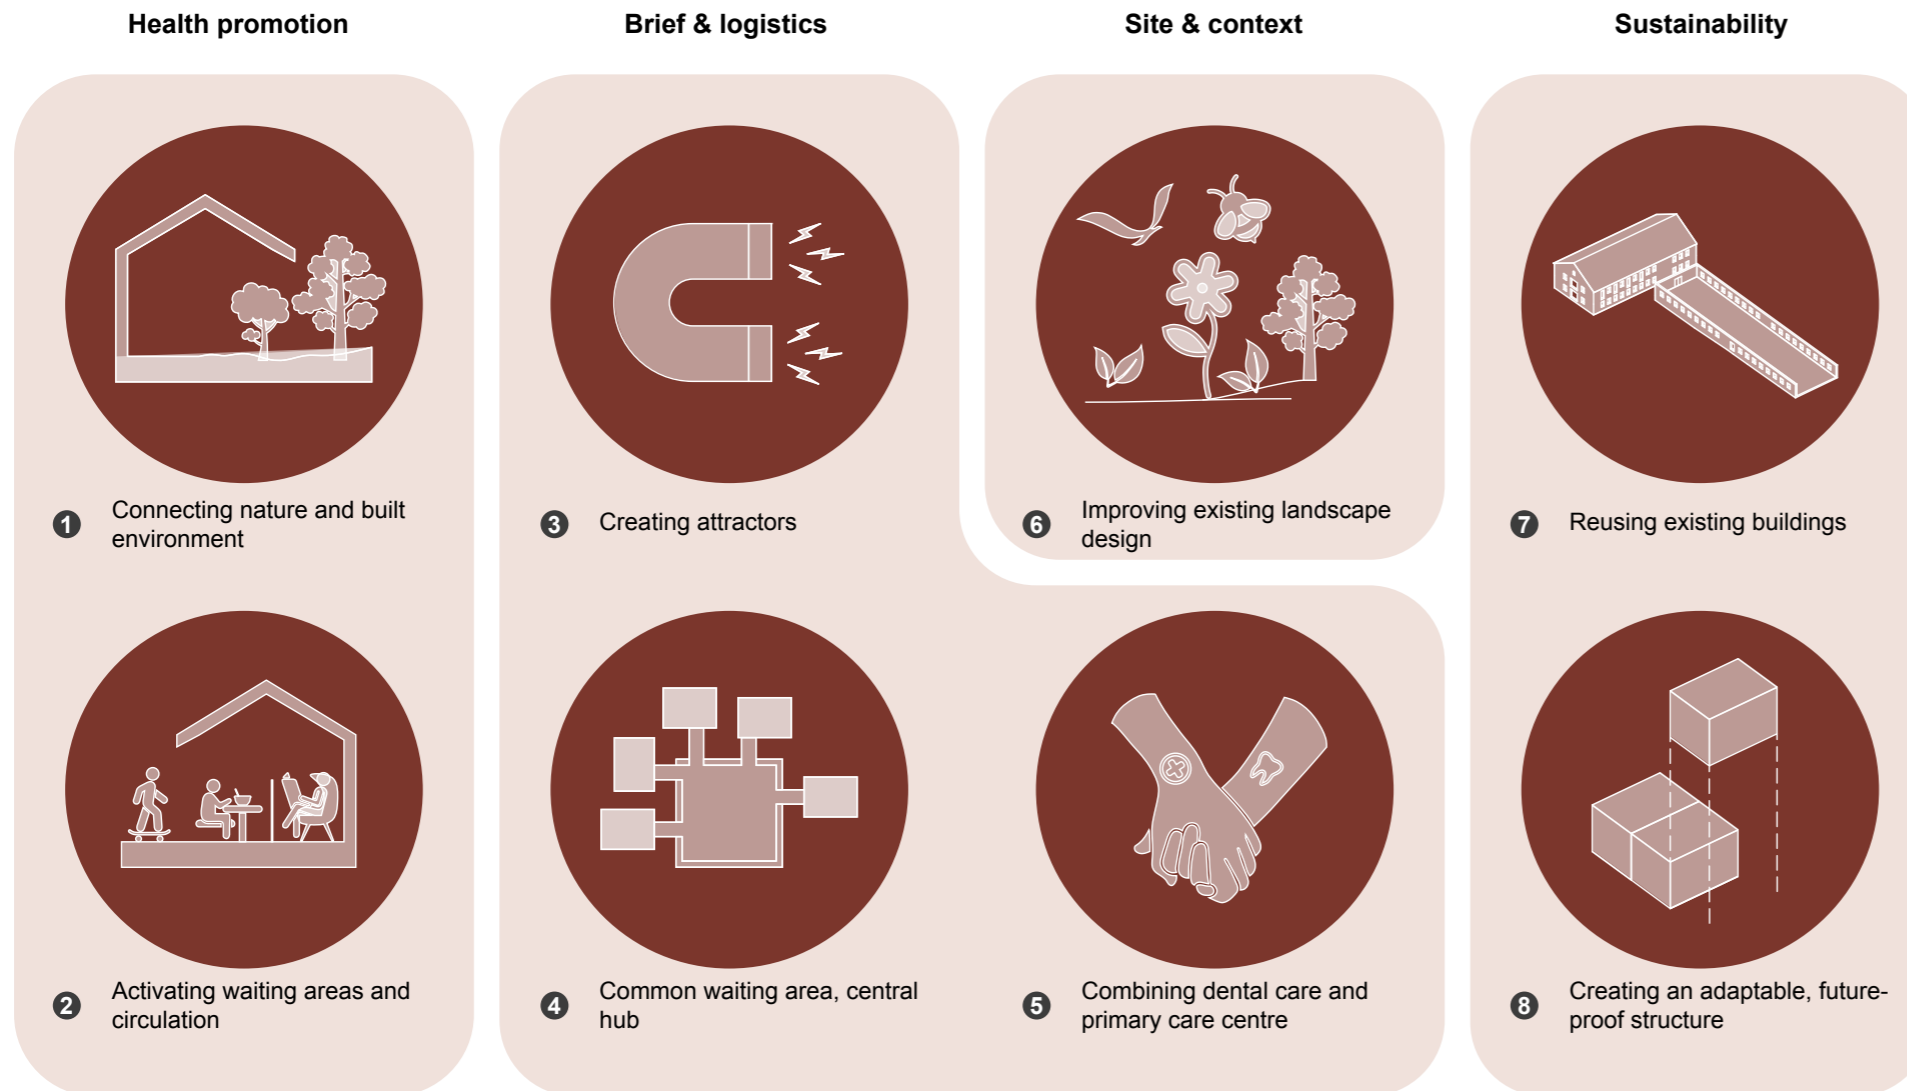 Health promotion
Brief & logistics
Site & context
Sustainability
1 Connecting nature and built
environment
3 Creating attractors
6 Improving existing landscape
design
7 Reusing existing buildings
2 Activating waiting areas and
circulation
4 Common waiting area, central
hub
5 Combining dental care and
primary care centre
8 Creating an adaptable, future-
proof structure